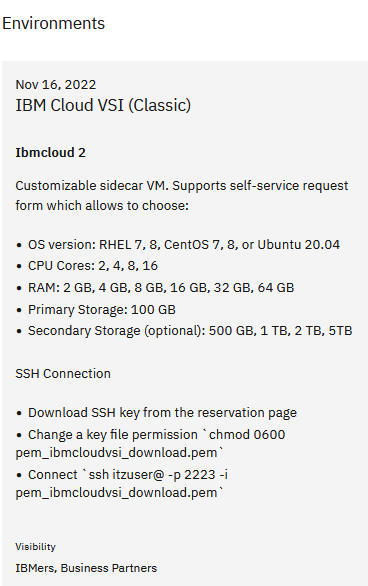 Environments
Nov 16, 2022
IBM Cloud VSI (Classic)
Ibmcloud 2
Customizable sidecar VM. Supports self-service request
form which allows to choose:
• OS version: RHEL 7, 8, CentOS 7, 8, or Ubuntu 20.04
• CPU Cores: 2, 4, 8, 16
• RAM: 2 GB, 4 GB, 8 GB, 16 GB, 32 GB, 64 GB
• Primary Storage: 100 GB
• Secondary Storage (optional): 500 GB, 1 TB, 2 TB, 5TB
SSH Connection
• Download SSH key from the reservation page
• Change a key file permission `chmod 0600
pem_ibmcloudvsi_download.pem`
• Connect `ssh itzuser@ -p 2223 -i
pem_ibmcloudvsi_download.pem`
Visibility
IBMers, Business Partners